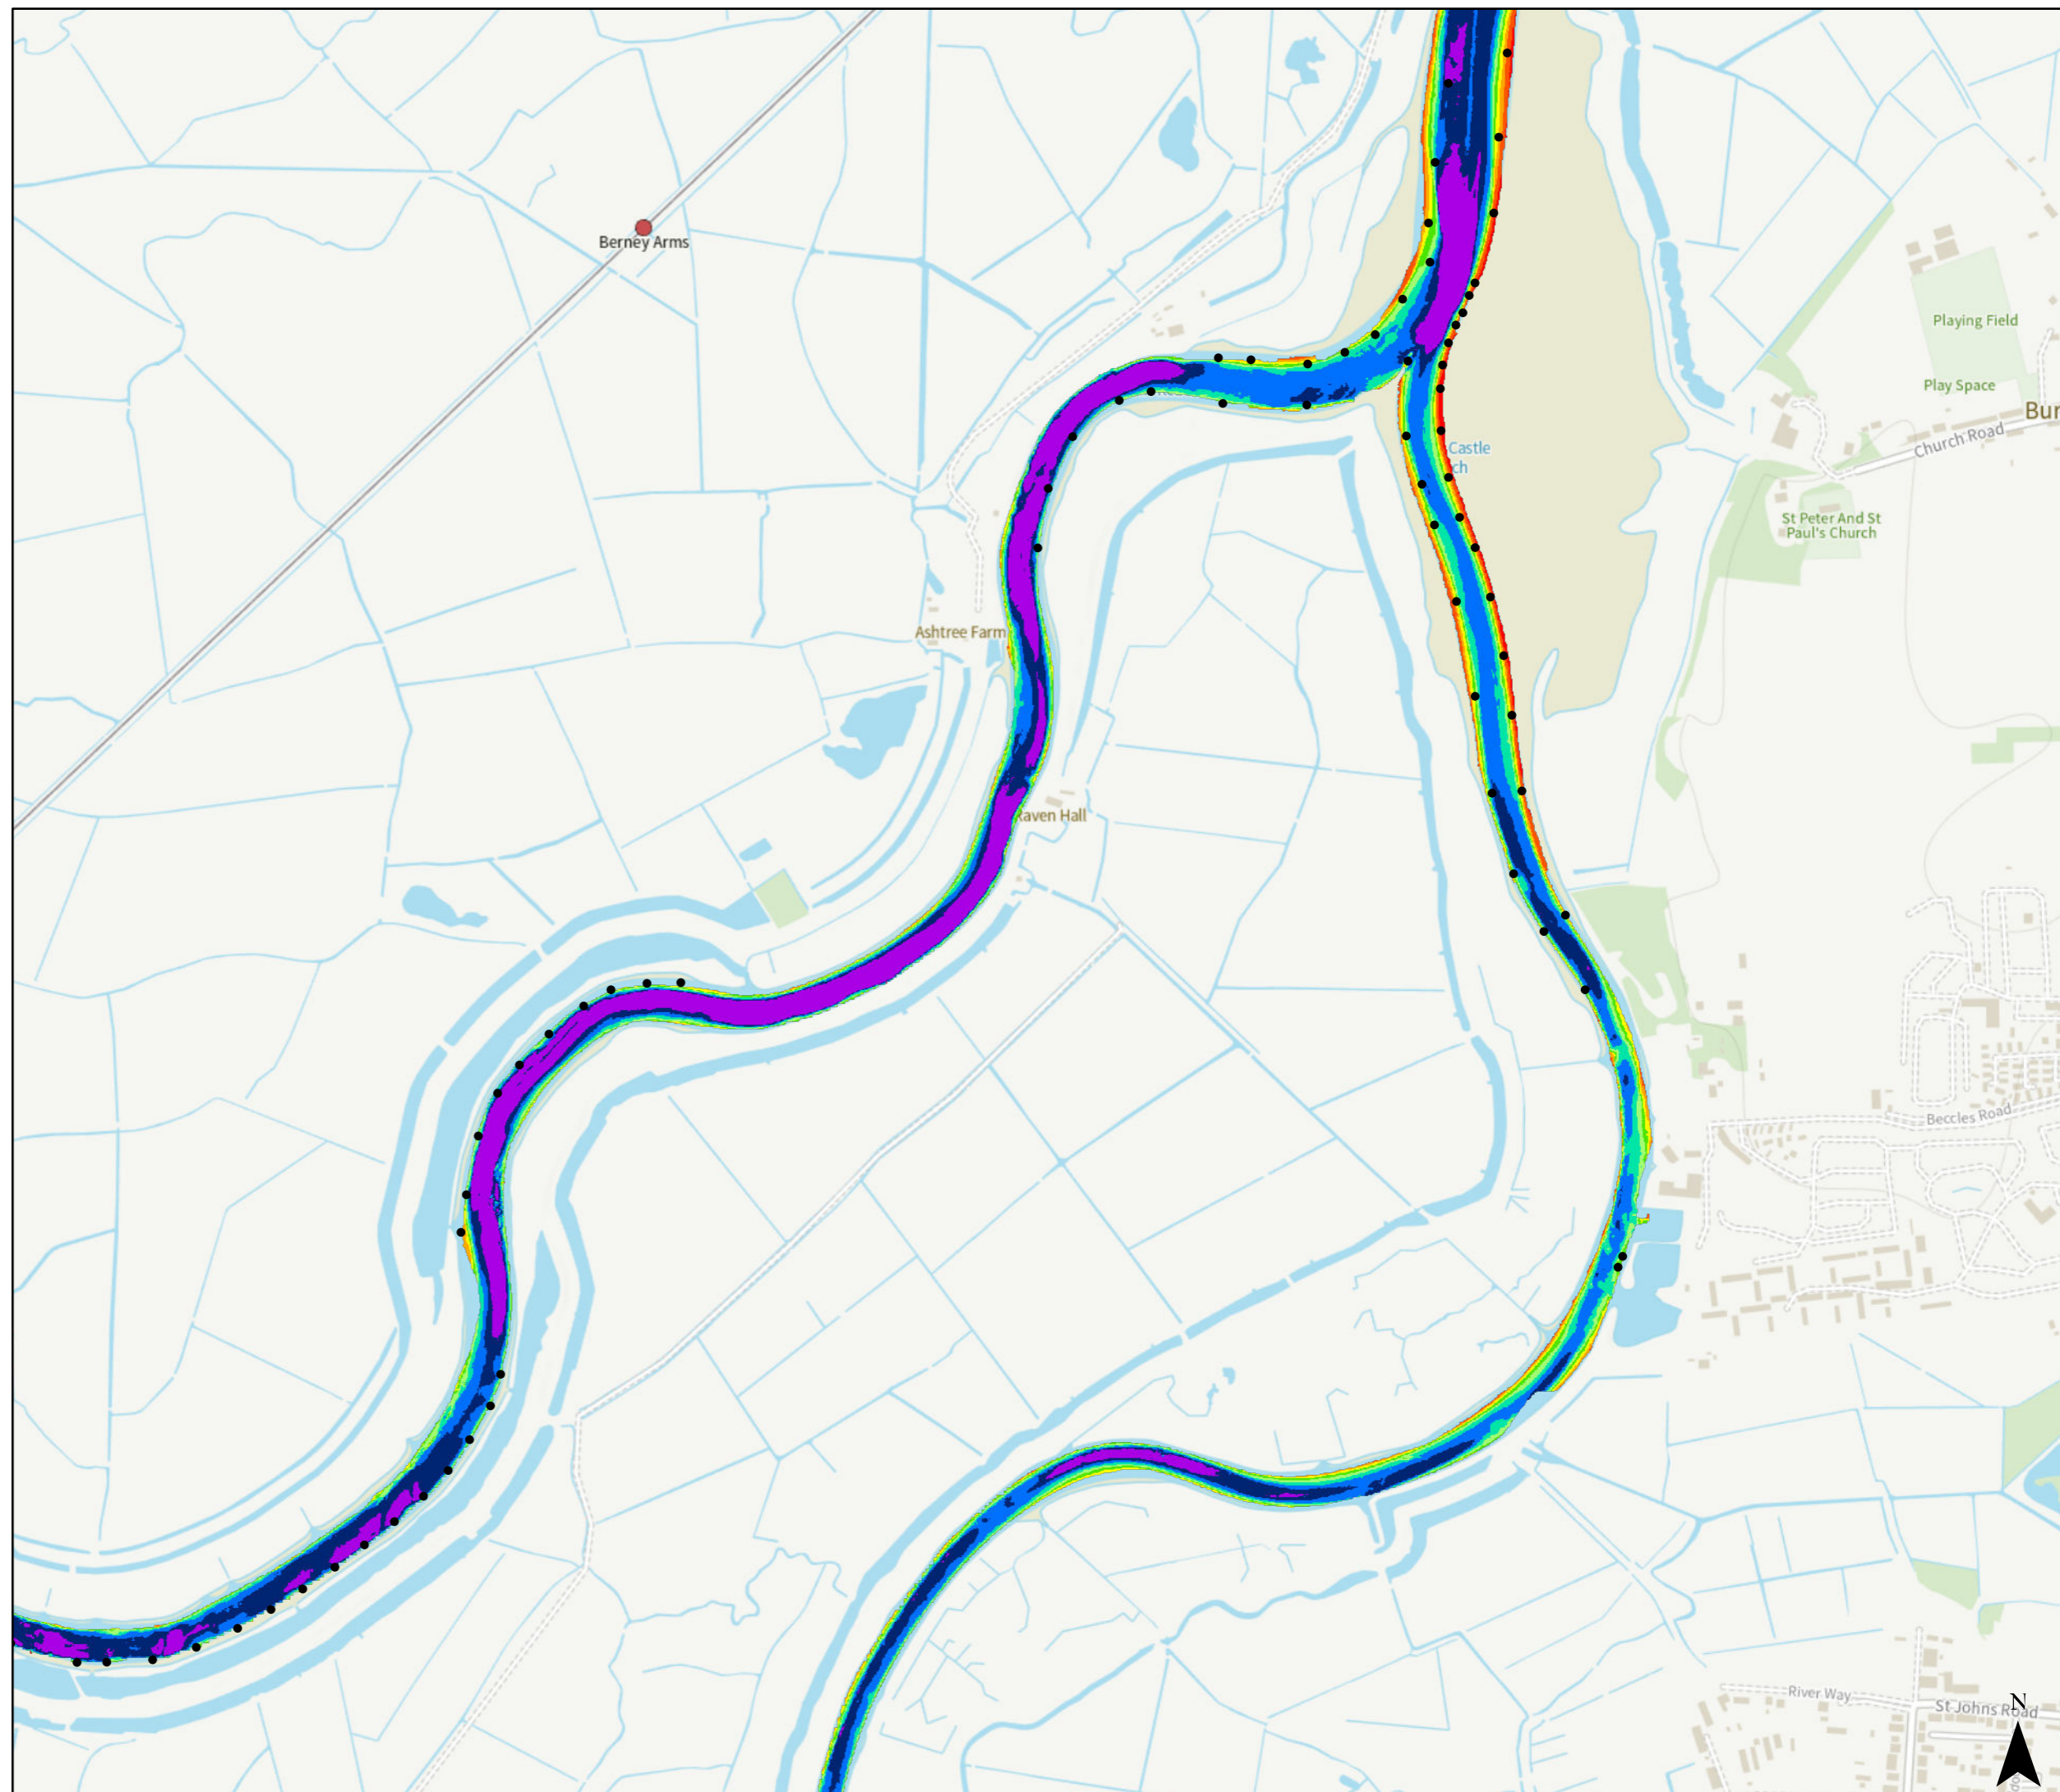 Berney Arms
Playing Field
Play Space
Bur
Church Road
Castle
ch
St Peter And St
Paul's Church
Ashtree Farm
Raven Hall
Beccles Road
River Way
St Johns Road
N